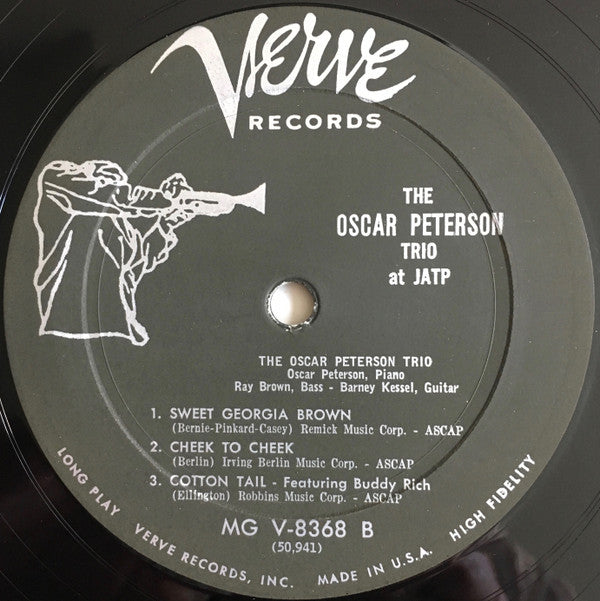 Verve
RECORDS
THE
OSCAR PETERSON
TRIO
at JATP
THE OSCAR PETERSON TRIO
Oscar Peterson, Piano
Ray Brown, Bass - Barney Kessel, Guitar
1. SWEET GEORGIA BROWN
(Bernie-Pinkard-Casey) Remick Music Corp. - ASCAP
2. CHEEK TO CHEEK
(Berlin) Irving Berlin Music Corp. - ASCAP
3. COTTON TAIL - Featuring Buddy Rich
(Ellington) Robbins Music Corp. - ASCAP
MG V-8368 B
(50,941)
LONG PLAY VERVE RECORDS, INC. MADE IN U.S.A. HIGH FIDELITY